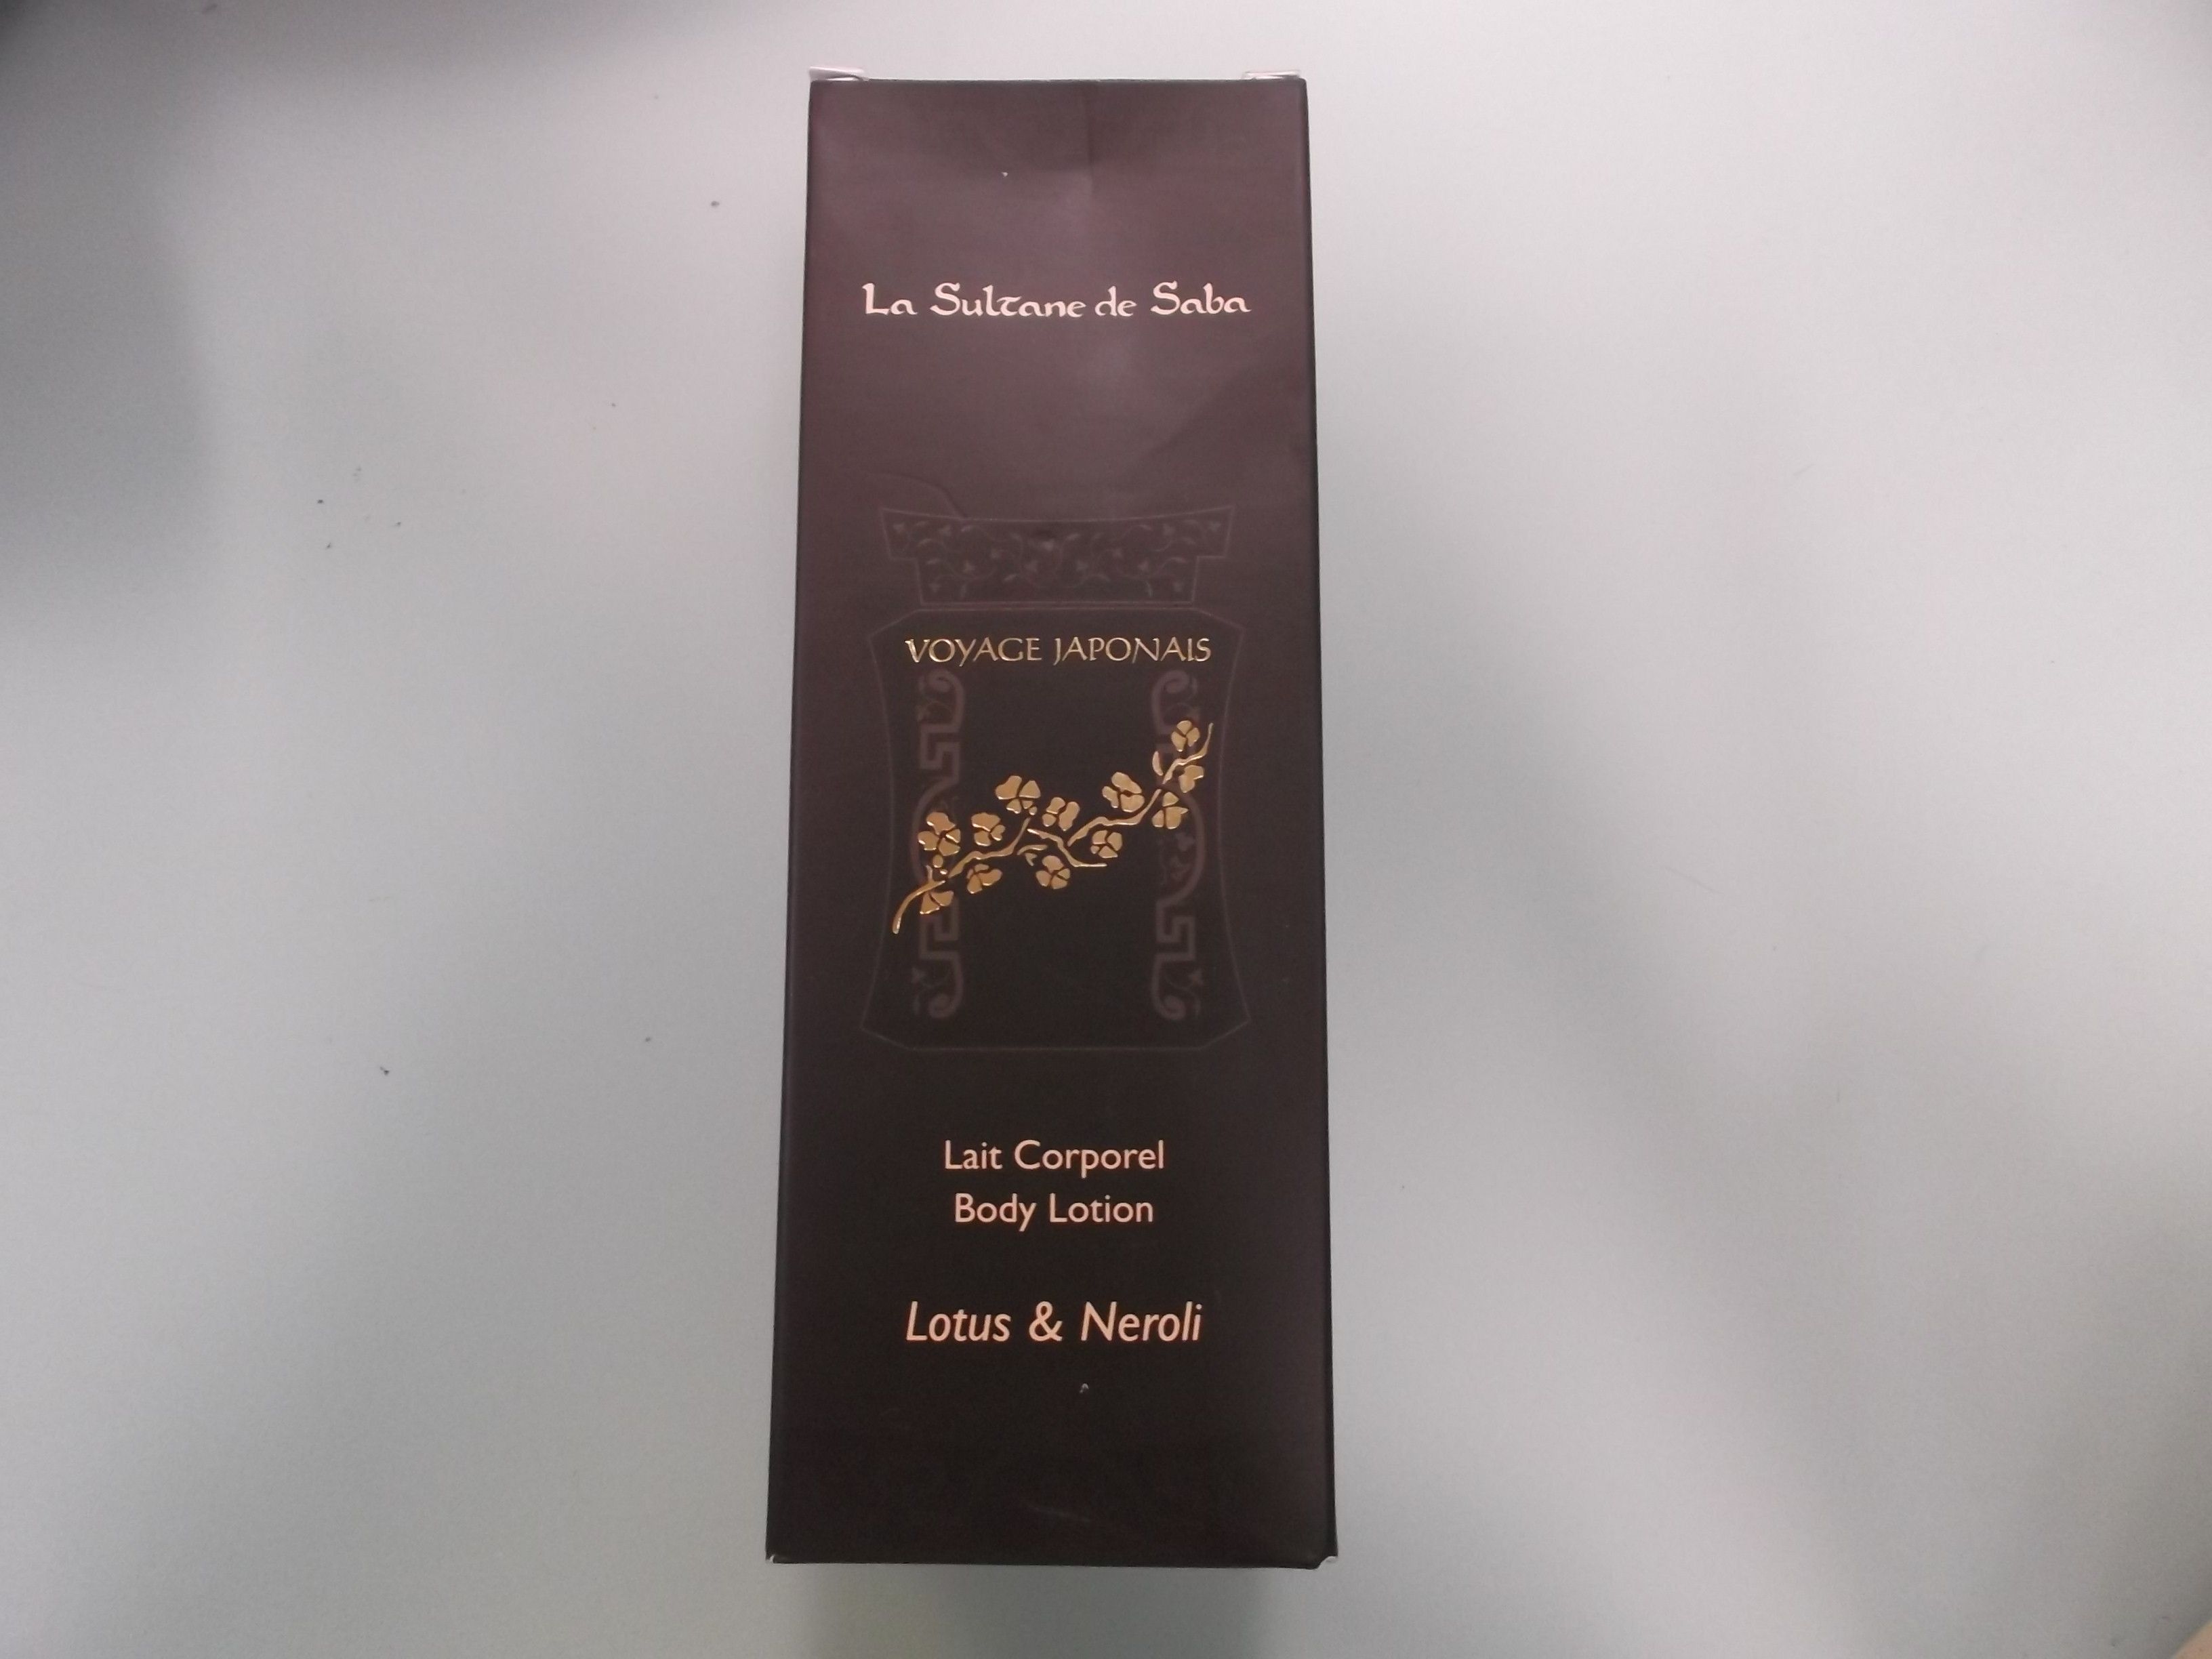 La Sultane de Saba
VOYAGE JAPONAIS
Lait Corporel
Body Lotion
Lotus & Neroli